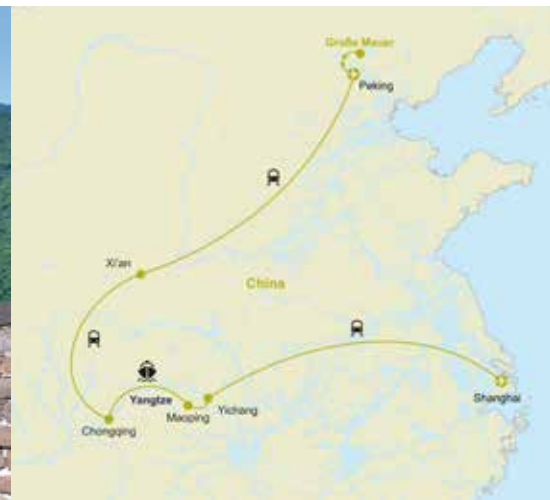 Große Mauer
Peking
Xi'an
China
Yangtze
Maoping
Yichang
Chongqing
Shanghai